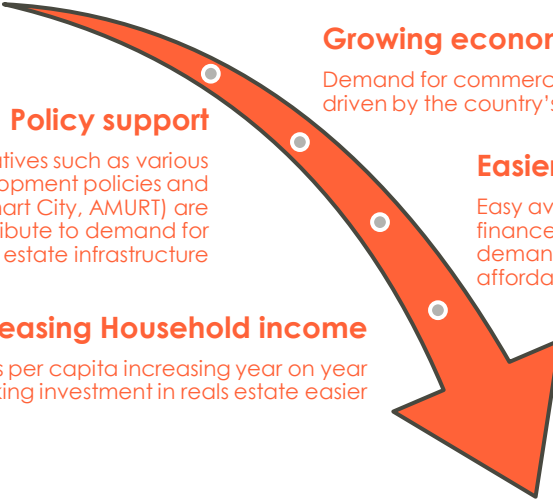 Growing econo
Demand for commerc
driven by the country's
Policy support
atives such as various
opment policies and
art City, AMURT) are
ibute to demand for
estate infrastructure
Easier
Easy av
finance
deman
afforda
easing Household income
s per capita increasing year on year
king investment in reals estate easier